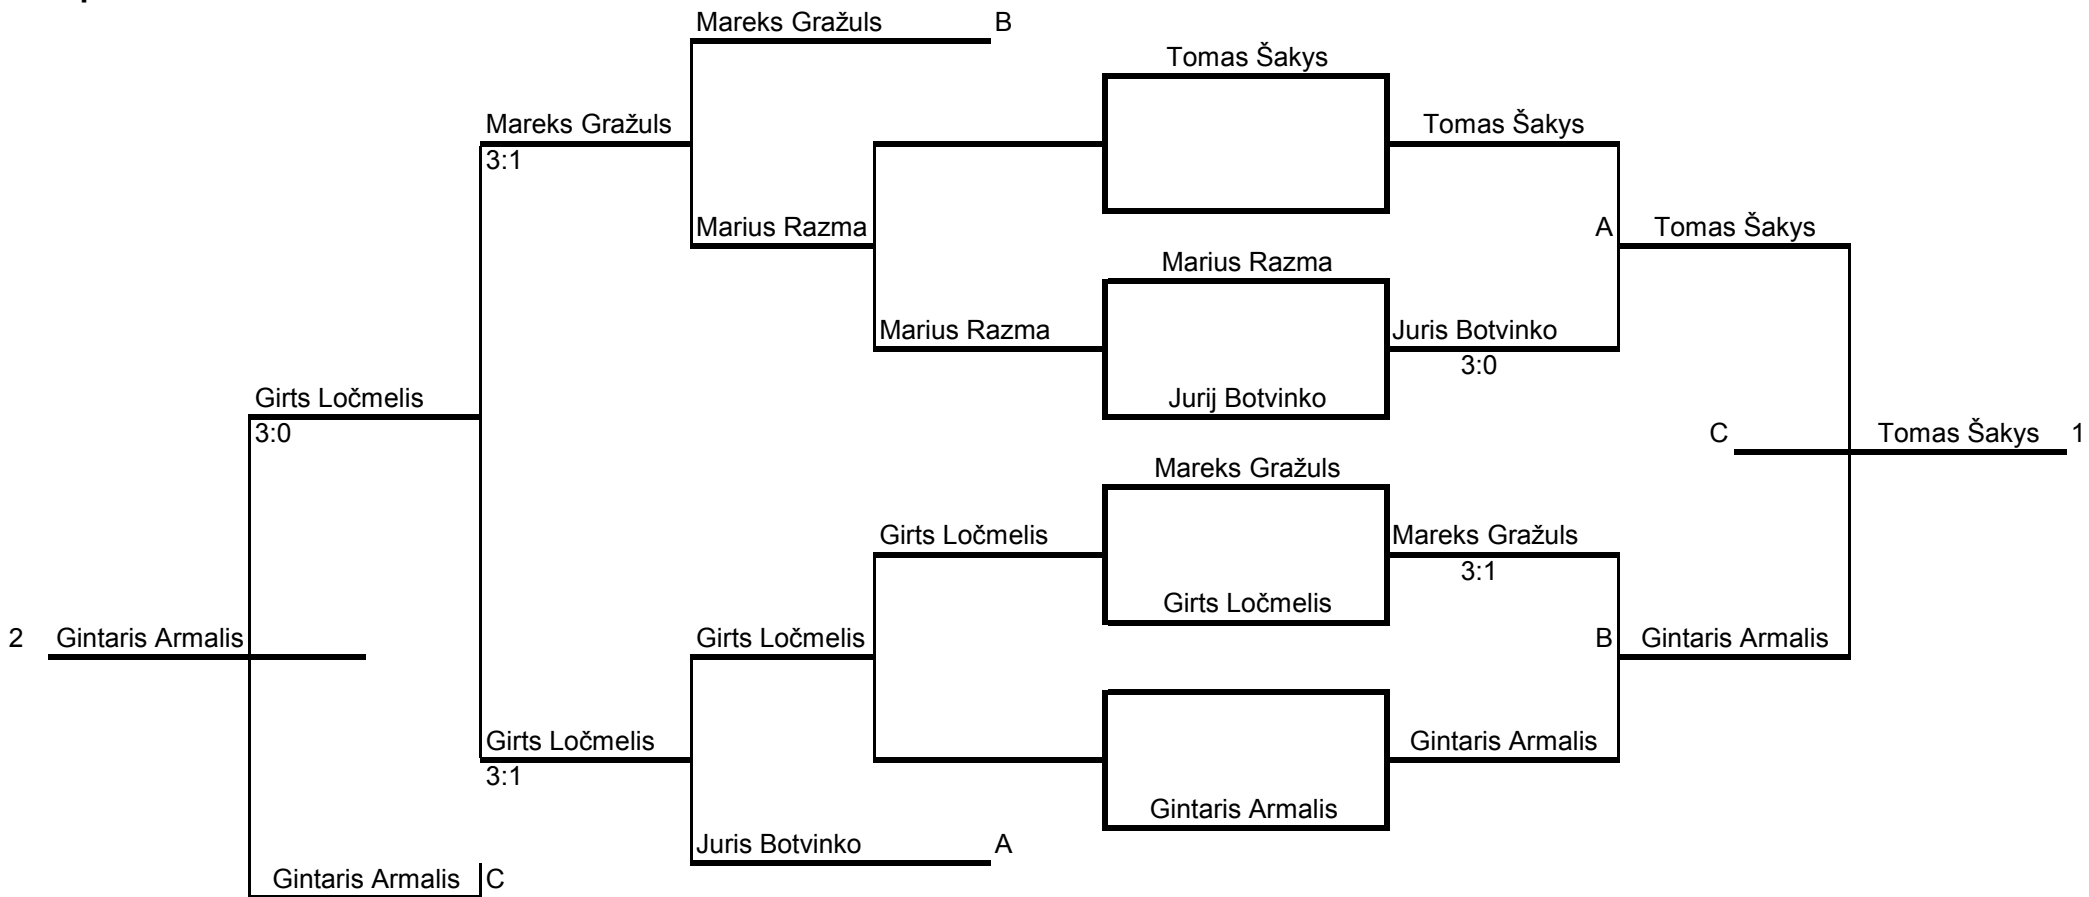 Mareks Gražuls B
Tomas Šakys
Mareks Gražuls Tomas Šakys
3:1
Marius Razma A Tomas Šakys
Marius Razma
Marius Razma Juris Botvinko
3:0
Girts Ločmelis Jurij Botvinko
3:0 C Tomas Šakys 1
Mareks Gražuls
Girts Ločmelis Mareks Gražuls
3:1
Girts Ločmelis
2 Gintaris Armalis Girts Ločmelis B Gintaris Armalis
Girts Ločmelis Gintaris Armalis
3:1
Gintaris Armalis
Juris Botvinko A
Gintaris Armalis C